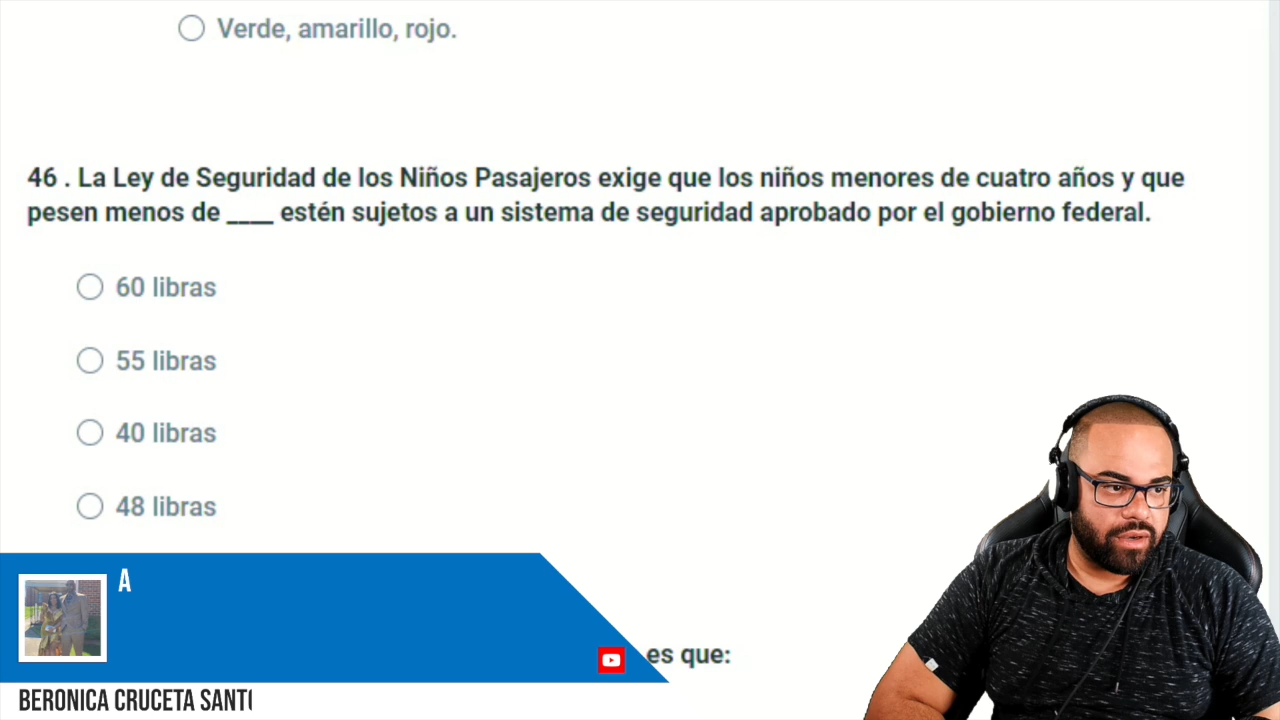 Verde, amarillo, rojo.
46 . La Ley de Seguridad de los Niños Pasajeros exige que los niños menores de cuatro años y que
pesen menos de ____ estén sujetos a un sistema de seguridad aprobado por el gobierno federal.
60 libras
55 libras
40 libras
48 libras
A
es que:
BERONICA CRUCETA SANT